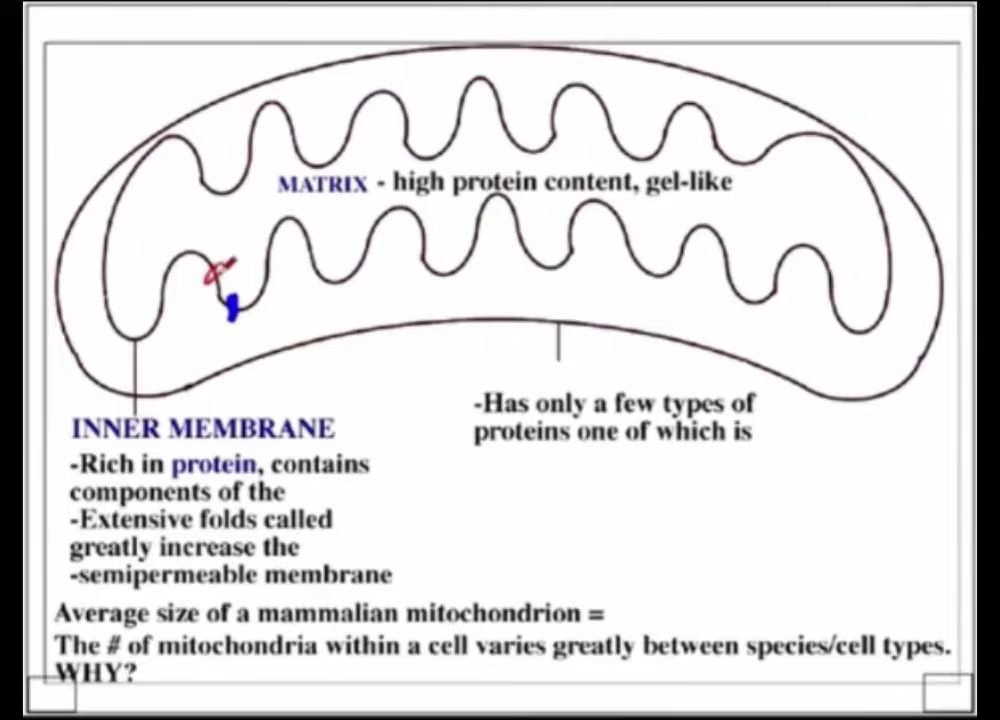 MATRIX - high protein content, gel-like
INNER MEMBRANE
-Rich in protein, contains
components of the
-Extensive folds called
greatly increase the
-semipermeable membrane
-Has only a few types of
proteins one of which is
Average size of a mammalian mitochondrion =
The # of mitochondria within a cell varies greatly between species/cell types.
WHY?